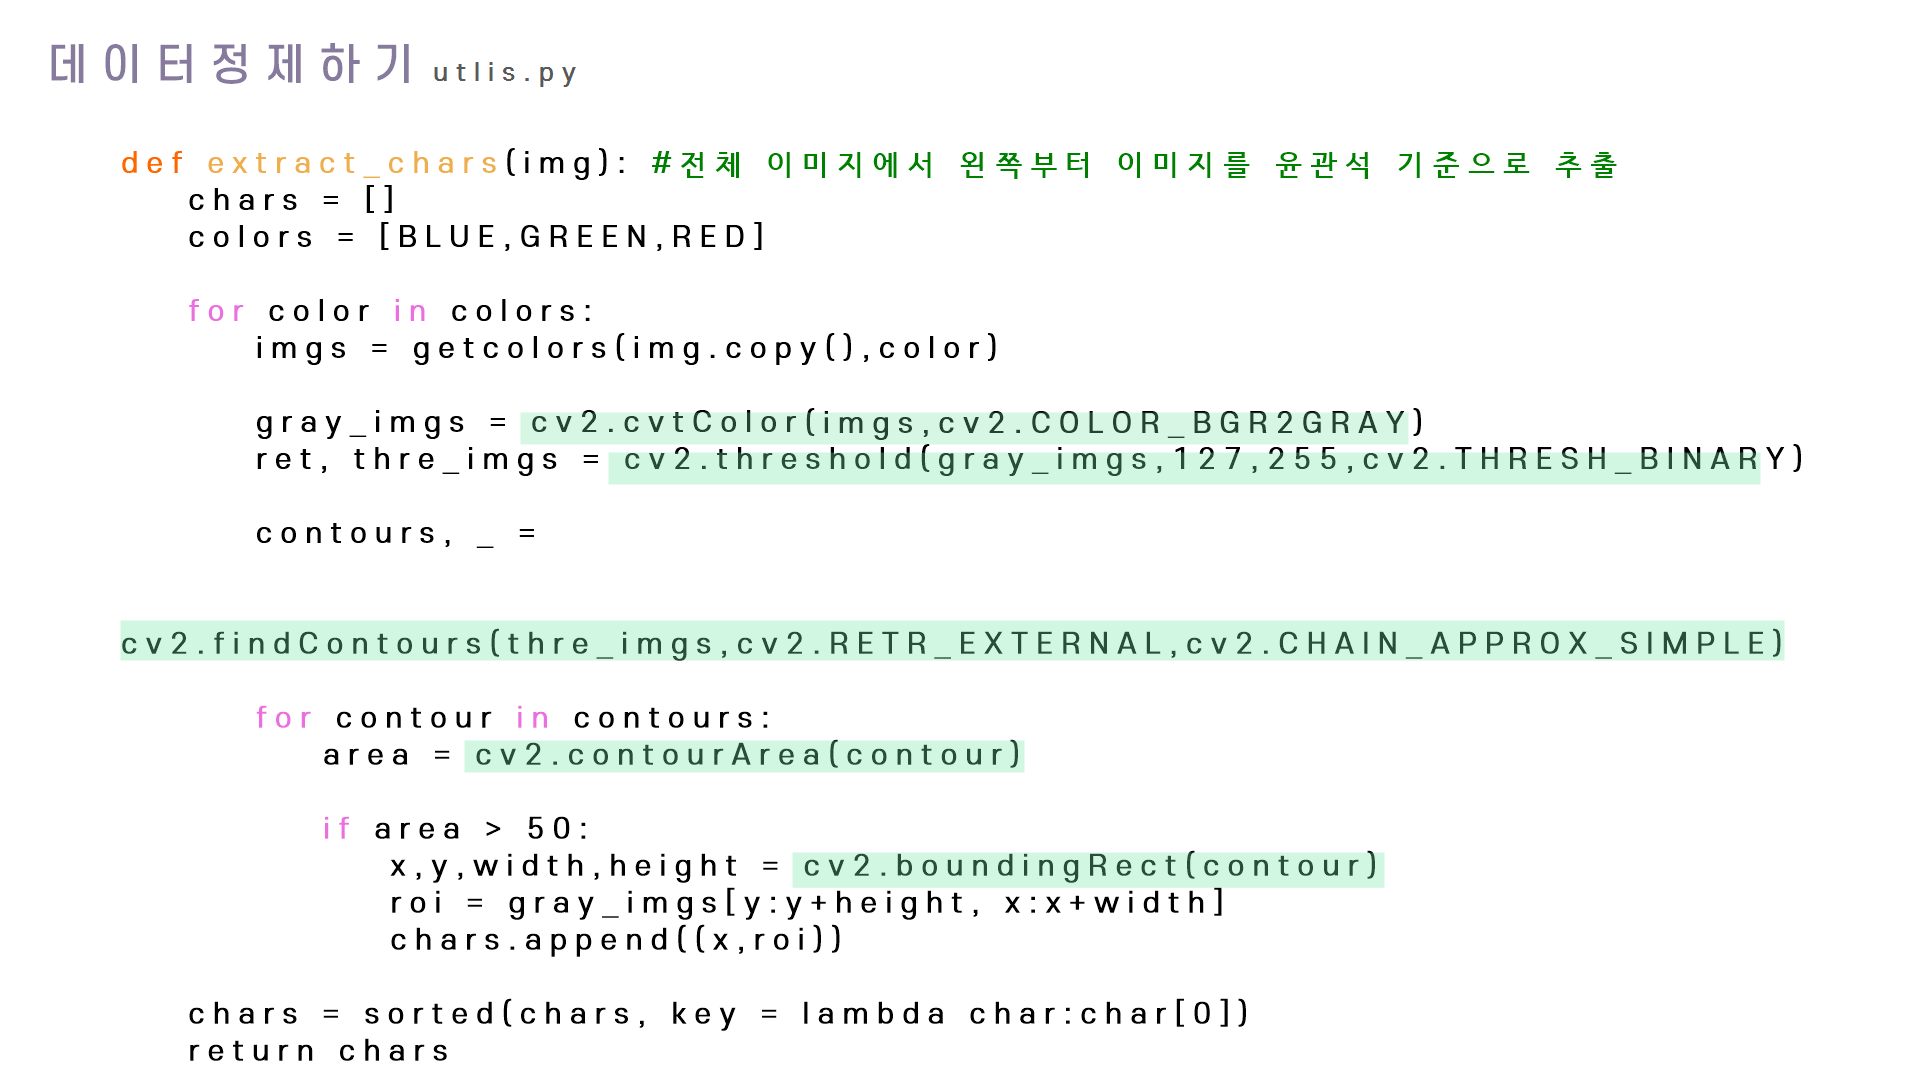 데이터정제하기 utlis.py
def extract_chars(img): #전체 이미지에서 왼쪽부터 이미지를 윤관석 기준으로 추출
chars = []
colors = [BLUE,GREEN,RED]
for color in colors:
imgs = getcolors(img.copy(),color)
gray_imgs = cv2.cvtColor(imgs,cv2.COLOR_BGR2GRAY)
ret, thre_imgs = cv2.threshold(gray_imgs,127,255,cv2.THRESH_BINARY)
contours, _ =
cv2.findContours(thre_imgs,cv2.RETR_EXTERNAL,cv2.CHAIN_APPROX_SIMPLE)
for contour in contours:
area = cv2.contourArea(contour)
if area > 50:
x,y,width,height = cv2.boundingRect(contour)
roi = gray_imgs[y:y+height, x:x+width]
chars.append((x,roi))
chars = sorted(chars, key = lambda char:char[0])
return chars